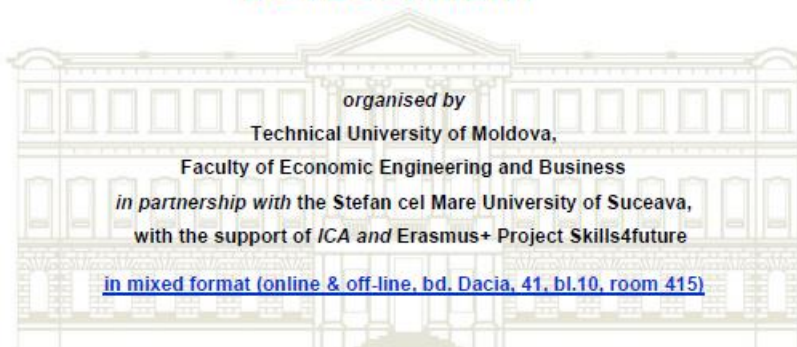 organised by
Technical University of Moldova,
Faculty of Economic Engineering and Business
in partnership with the Stefan cel Mare University of Suceava,
with the support of ICA and Erasmus+ Project Skills4future
in mixed format (online & off-line, bd. Dacia, 41, bl.10, room 415)